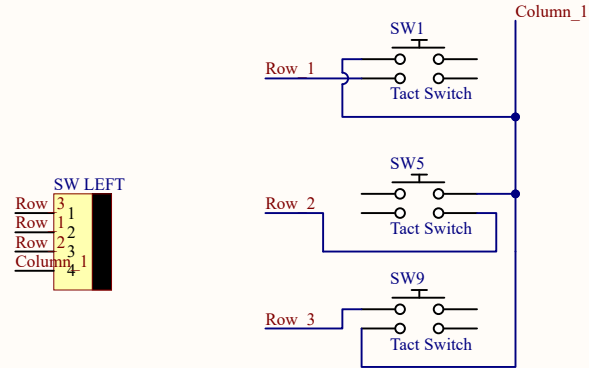 Column_1
SW1
Row_1
Tact Switch
SW5
SW LEFT
Row_3
1
Row_1
2
Row_2
3
Column_1
4
Row_2
Tact Switch
SW9
Row_3
Tact Switch